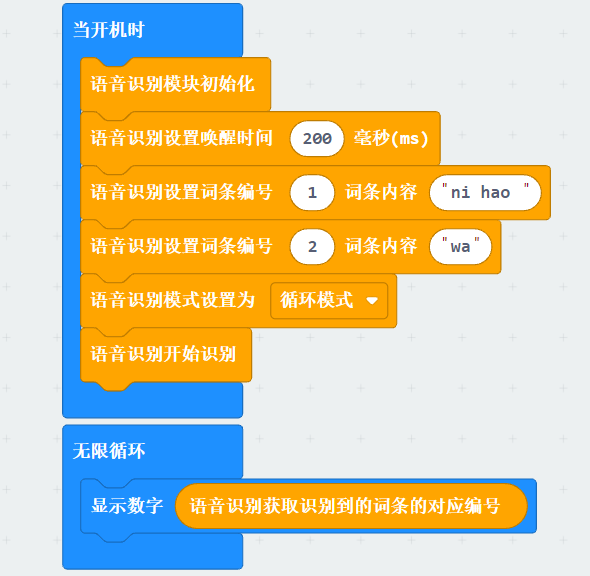 当开机时
语音识别模块初始化
语音识别设置唤醒时间 200 毫秒(ms)
语音识别设置词条编号 1 词条内容 "ni hao "
语音识别设置词条编号 2 词条内容 "wa"
语音识别模式设置为 循环模式
语音识别开始识别
无限循环
显示数字 语音识别获取识别到的词条的对应编号